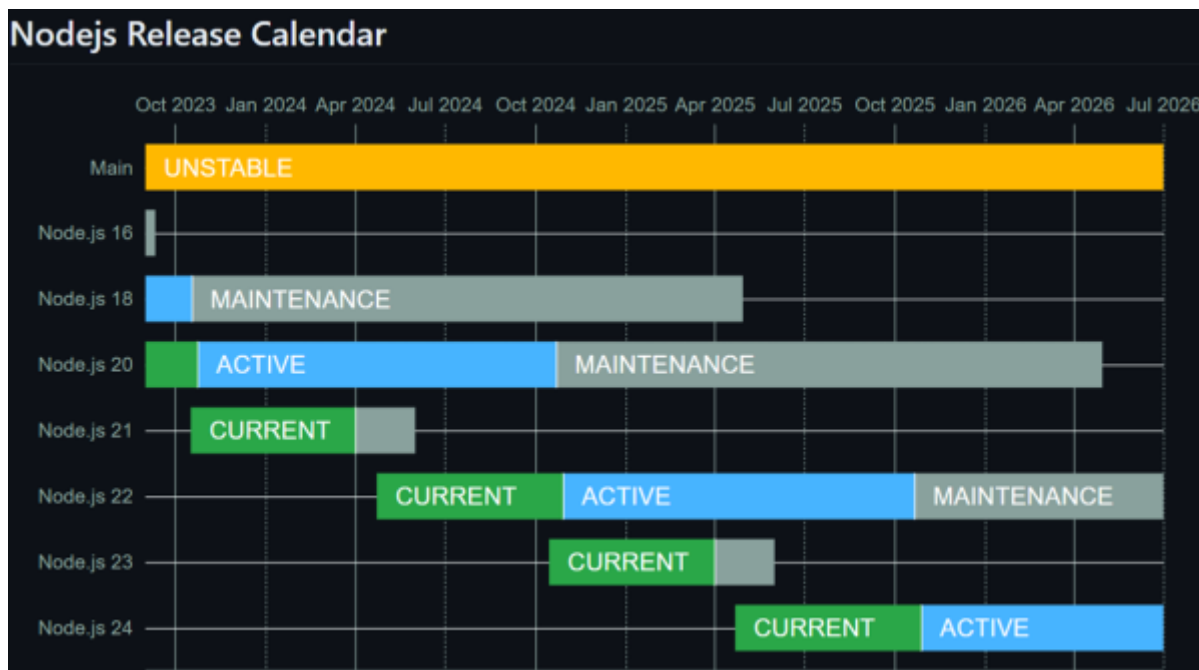 Nodejs Release Calendar
Oct 2023 Jan 2024 Apr 2024 Jul 2024 Oct 2024 Jan 2025 Apr 2025 Jul 2025 Oct 2025 Jan 2026 Apr 2026 Jul 2026
Main UNSTABLE
Node.js 16
Node.js 18 MAINTENANCE
Node.js 20 ACTIVE MAINTENANCE
Node.js 21 CURRENT
Node.js 22 CURRENT ACTIVE MAINTENANCE
Node.js 23 CURRENT
Node.js 24 CURRENT ACTIVE